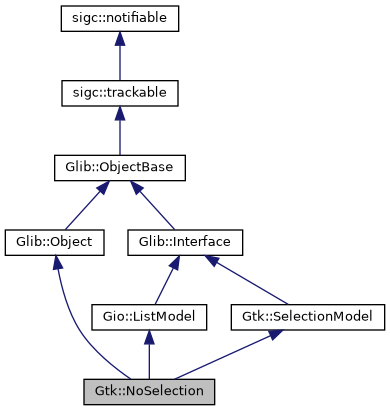 sigc::notifiable
sigc::trackable
Glib::ObjectBase
Glib::Object
Glib::Interface
Gio::ListModel
Gtk::SelectionModel
Gtk::NoSelection